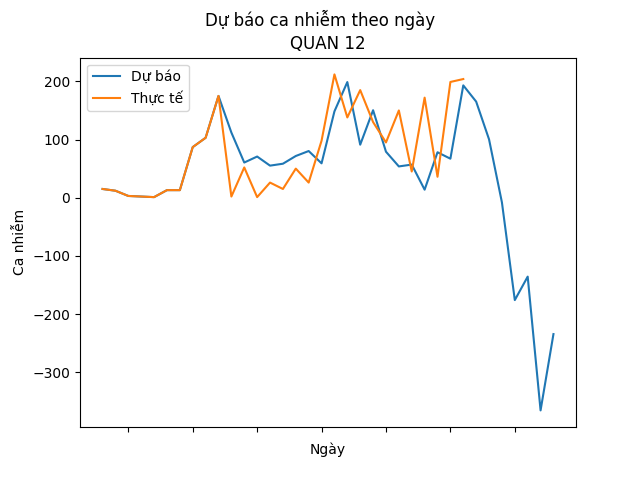 Dự báo ca nhiễm theo ngày
QUAN 12
Dự báo
Thực tế
200
100
0
−100
−200
−300
Ca nhiễm
Ngày